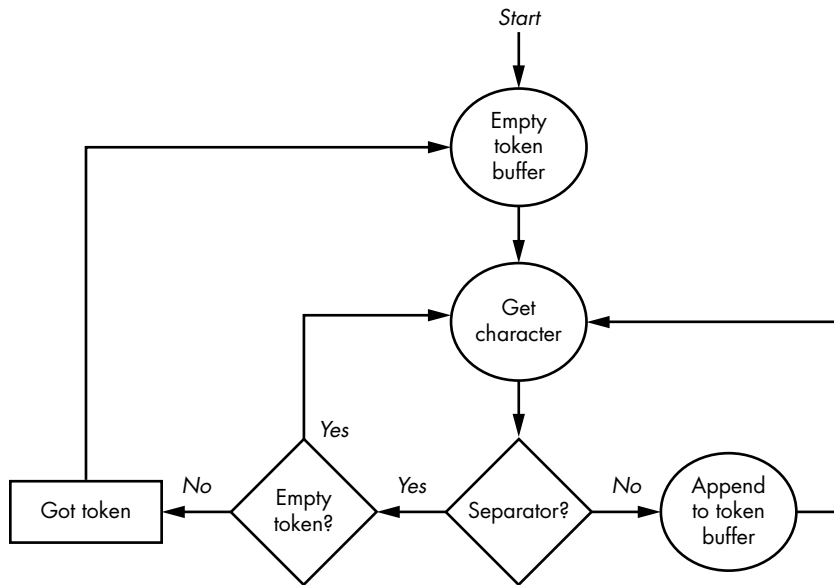 Start
Empty
token
buffer
Get
character
Yes
No
Yes
No
Got token
Empty
token?
Separator?
Append
to token
buffer